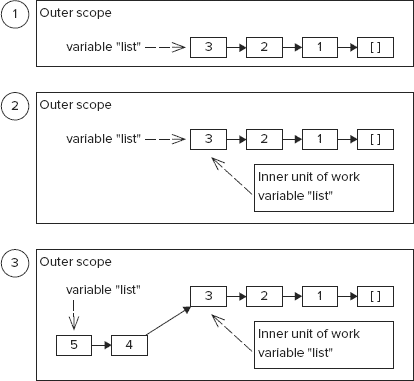 1
Outer scope
variable "list" 3 2 1 [ ]
2
Outer scope
variable "list" 3 2 1 [ ]
Inner unit of work
variable "list"
3
Outer scope
variable "list"
3 2 1 [ ]
5 4
Inner unit of work
variable "list"